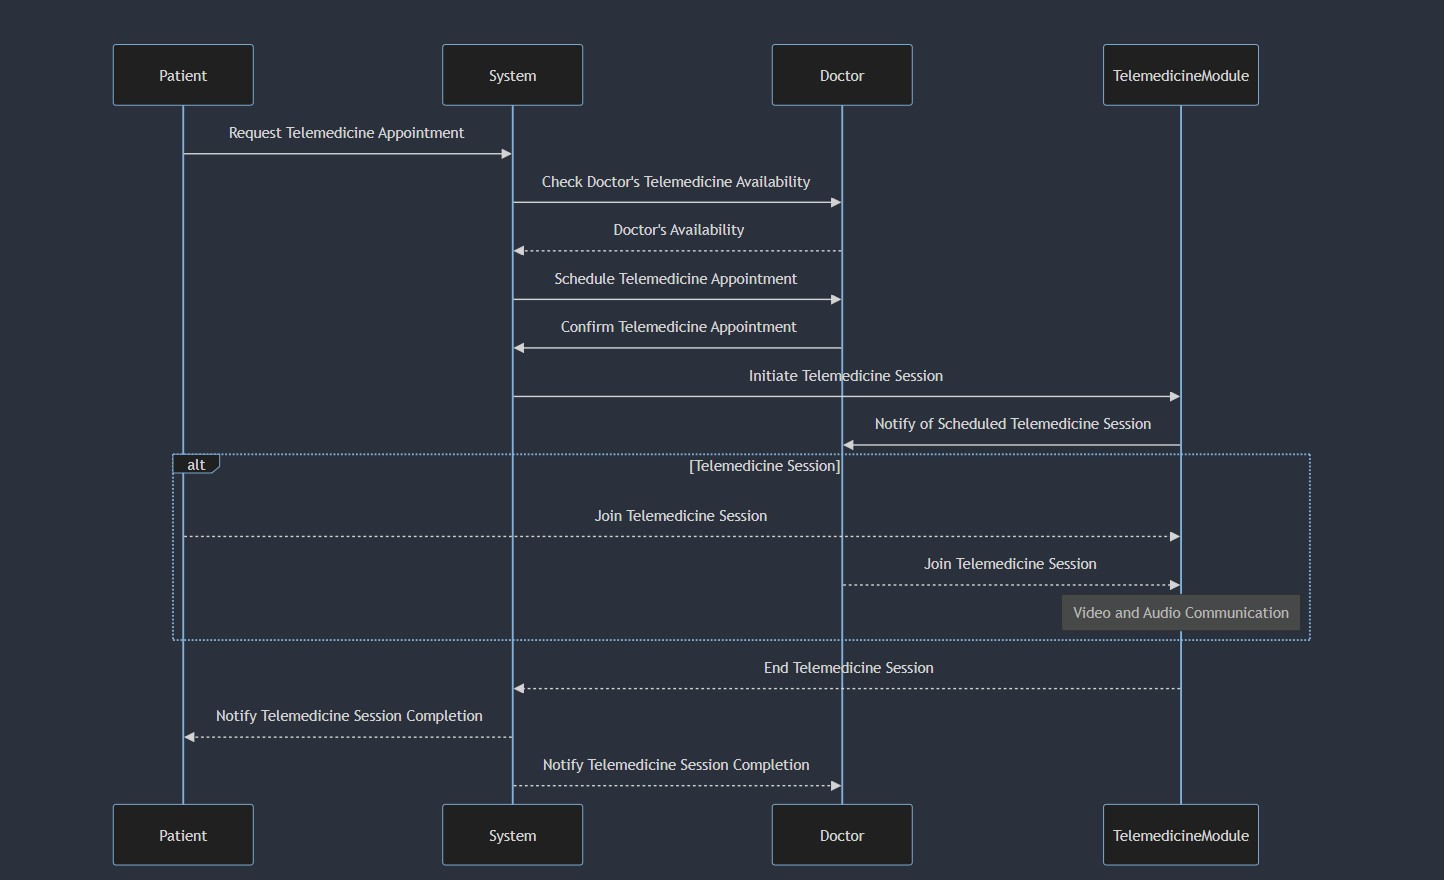 Patient
System
Doctor
TelemedicineModule
Request Telemedicine Appointment
Check Doctor's Telemedicine Availability
Doctor's Availability
Schedule Telemedicine Appointment
Confirm Telemedicine Appointment
Initiate Telemedicine Session
Notify of Scheduled Telemedicine Session
alt
[Telemedicine Session]
Join Telemedicine Session
Join Telemedicine Session
Video and Audio Communication
End Telemedicine Session
Notify Telemedicine Session Completion
Notify Telemedicine Session Completion
Patient
System
Doctor
TelemedicineModule